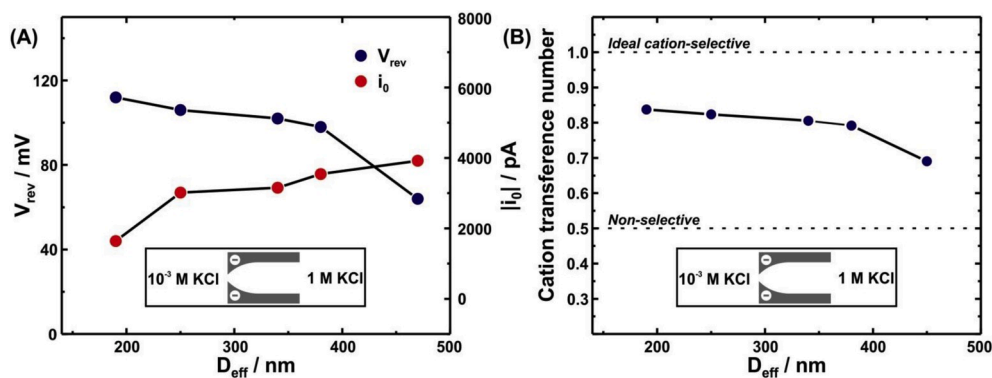 (A)
V_rev
i_0
V_rev / mV
120
80
40
0
200 300 400 500
D_eff / nm
8000
6000
4000
2000
0
|i_0| / pA
10^-3 M KCl 1 M KCl
(B)
Ideal cation-selective
Non-selective
Cation transference number
1.0
0.9
0.8
0.7
0.6
0.5
0.4
0.3
200 300 400 500
D_eff / nm
10^-3 M KCl 1 M KCl